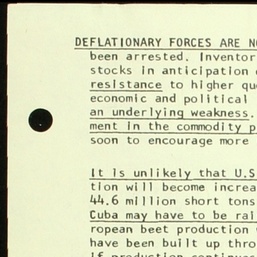 DEFLATIONARY FORCES ARE
been arrested. Inventor
stocks in anticipation
resistance to higher
economic and political
an underlying weakness.
ment in the commodity
soon to encourage more
It is unlikely that U.S
tion will become increa
44.6 million short tons
Cuba may have to be rai
ropean beet production
have been built up thro
if production continues